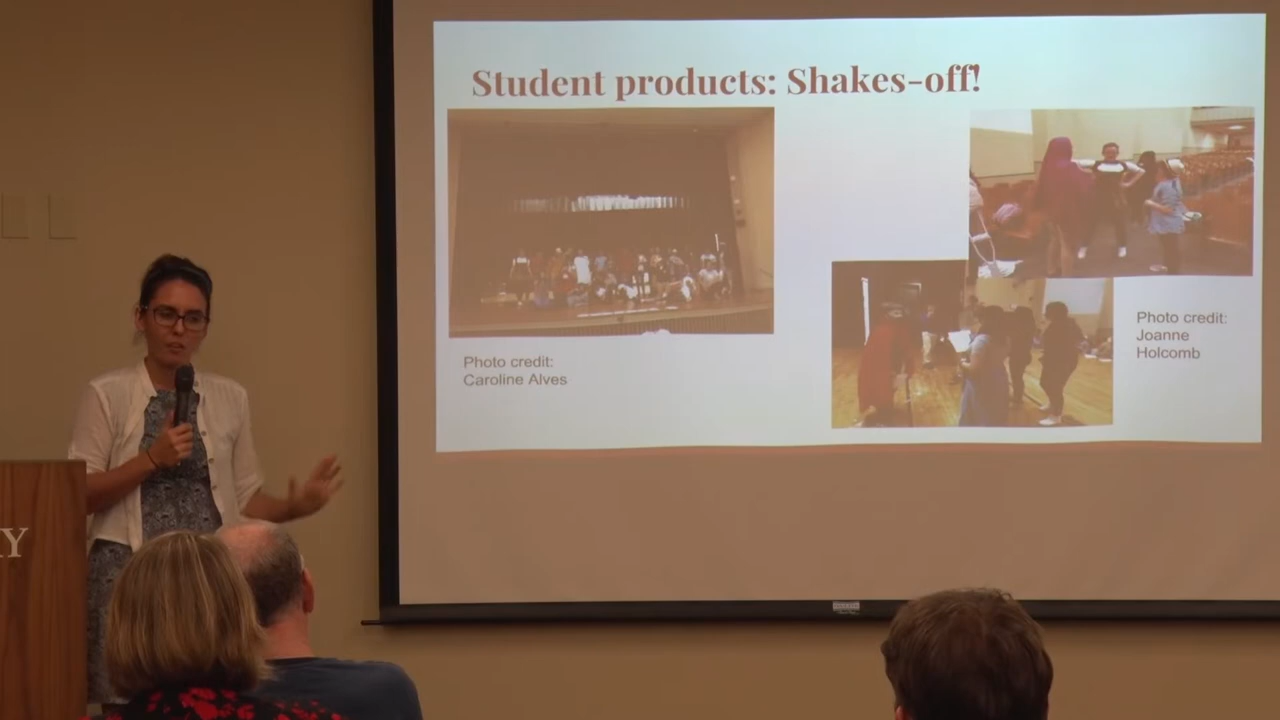 Student products: Shakes-off!
Photo credit:
Caroline Alves
Photo credit:
Joanne
Holcomb
Y